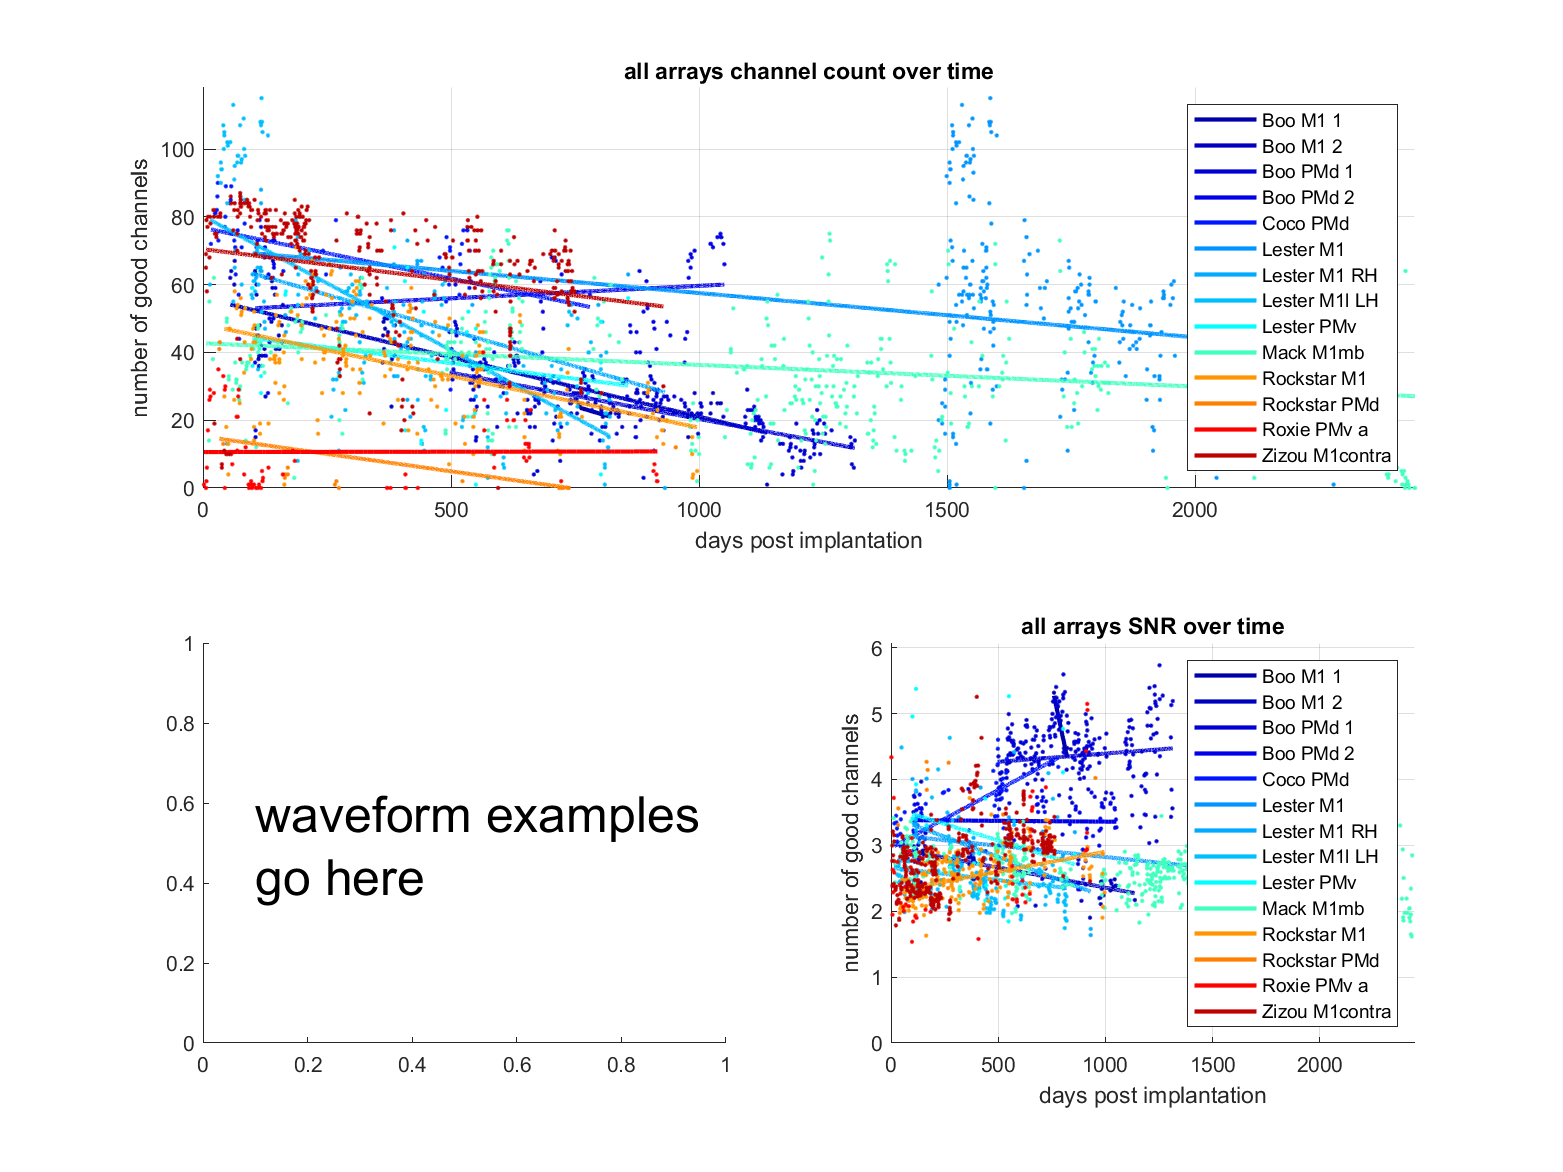 all arrays channel count over time
number of good channels
100
80
60
40
20
0
0 500 1000 1500 2000
days post implantation
Boo M1 1
Boo M1 2
Boo PMd 1
Boo PMd 2
Coco PMd
Lester M1
Lester M1 RH
Lester M1l LH
Lester PMv
Mack M1mb
Rockstar M1
Rockstar PMd
Roxie PMv a
Zizou M1contra
1
0.8
0.6
0.4
0.2
0
0 0.2 0.4 0.6 0.8 1
waveform examples
go here
all arrays SNR over time
number of good channels
6
5
4
3
2
1
0
0 500 1000 1500 2000
days post implantation
Boo M1 1
Boo M1 2
Boo PMd 1
Boo PMd 2
Coco PMd
Lester M1
Lester M1 RH
Lester M1l LH
Lester PMv
Mack M1mb
Rockstar M1
Rockstar PMd
Roxie PMv a
Zizou M1contra